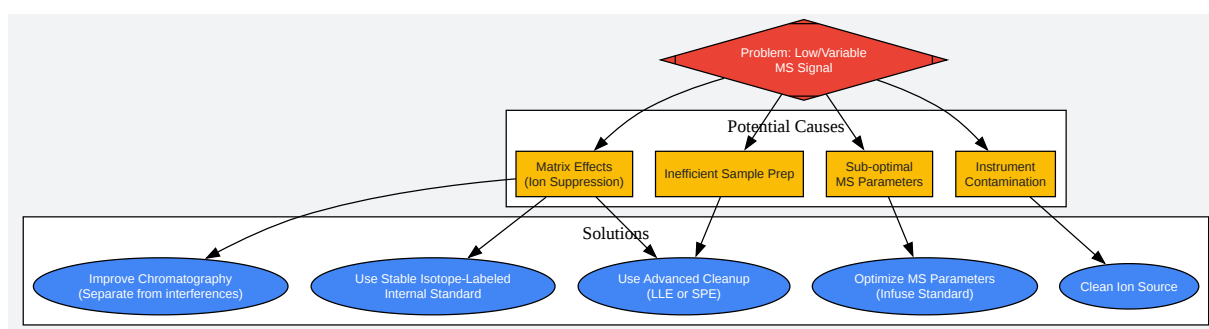 Problem: Low/Variable
MS Signal
Potential Causes
Matrix Effects
(Ion Suppression)
Inefficient Sample Prep
Sub-optimal
MS Parameters
Instrument
Contamination
Solutions
Improve Chromatography
(Separate from interferences)
Use Stable Isotope-Labeled
Internal Standard
Use Advanced Cleanup
(LLE or SPE)
Optimize MS Parameters
(Infuse Standard)
Clean Ion Source